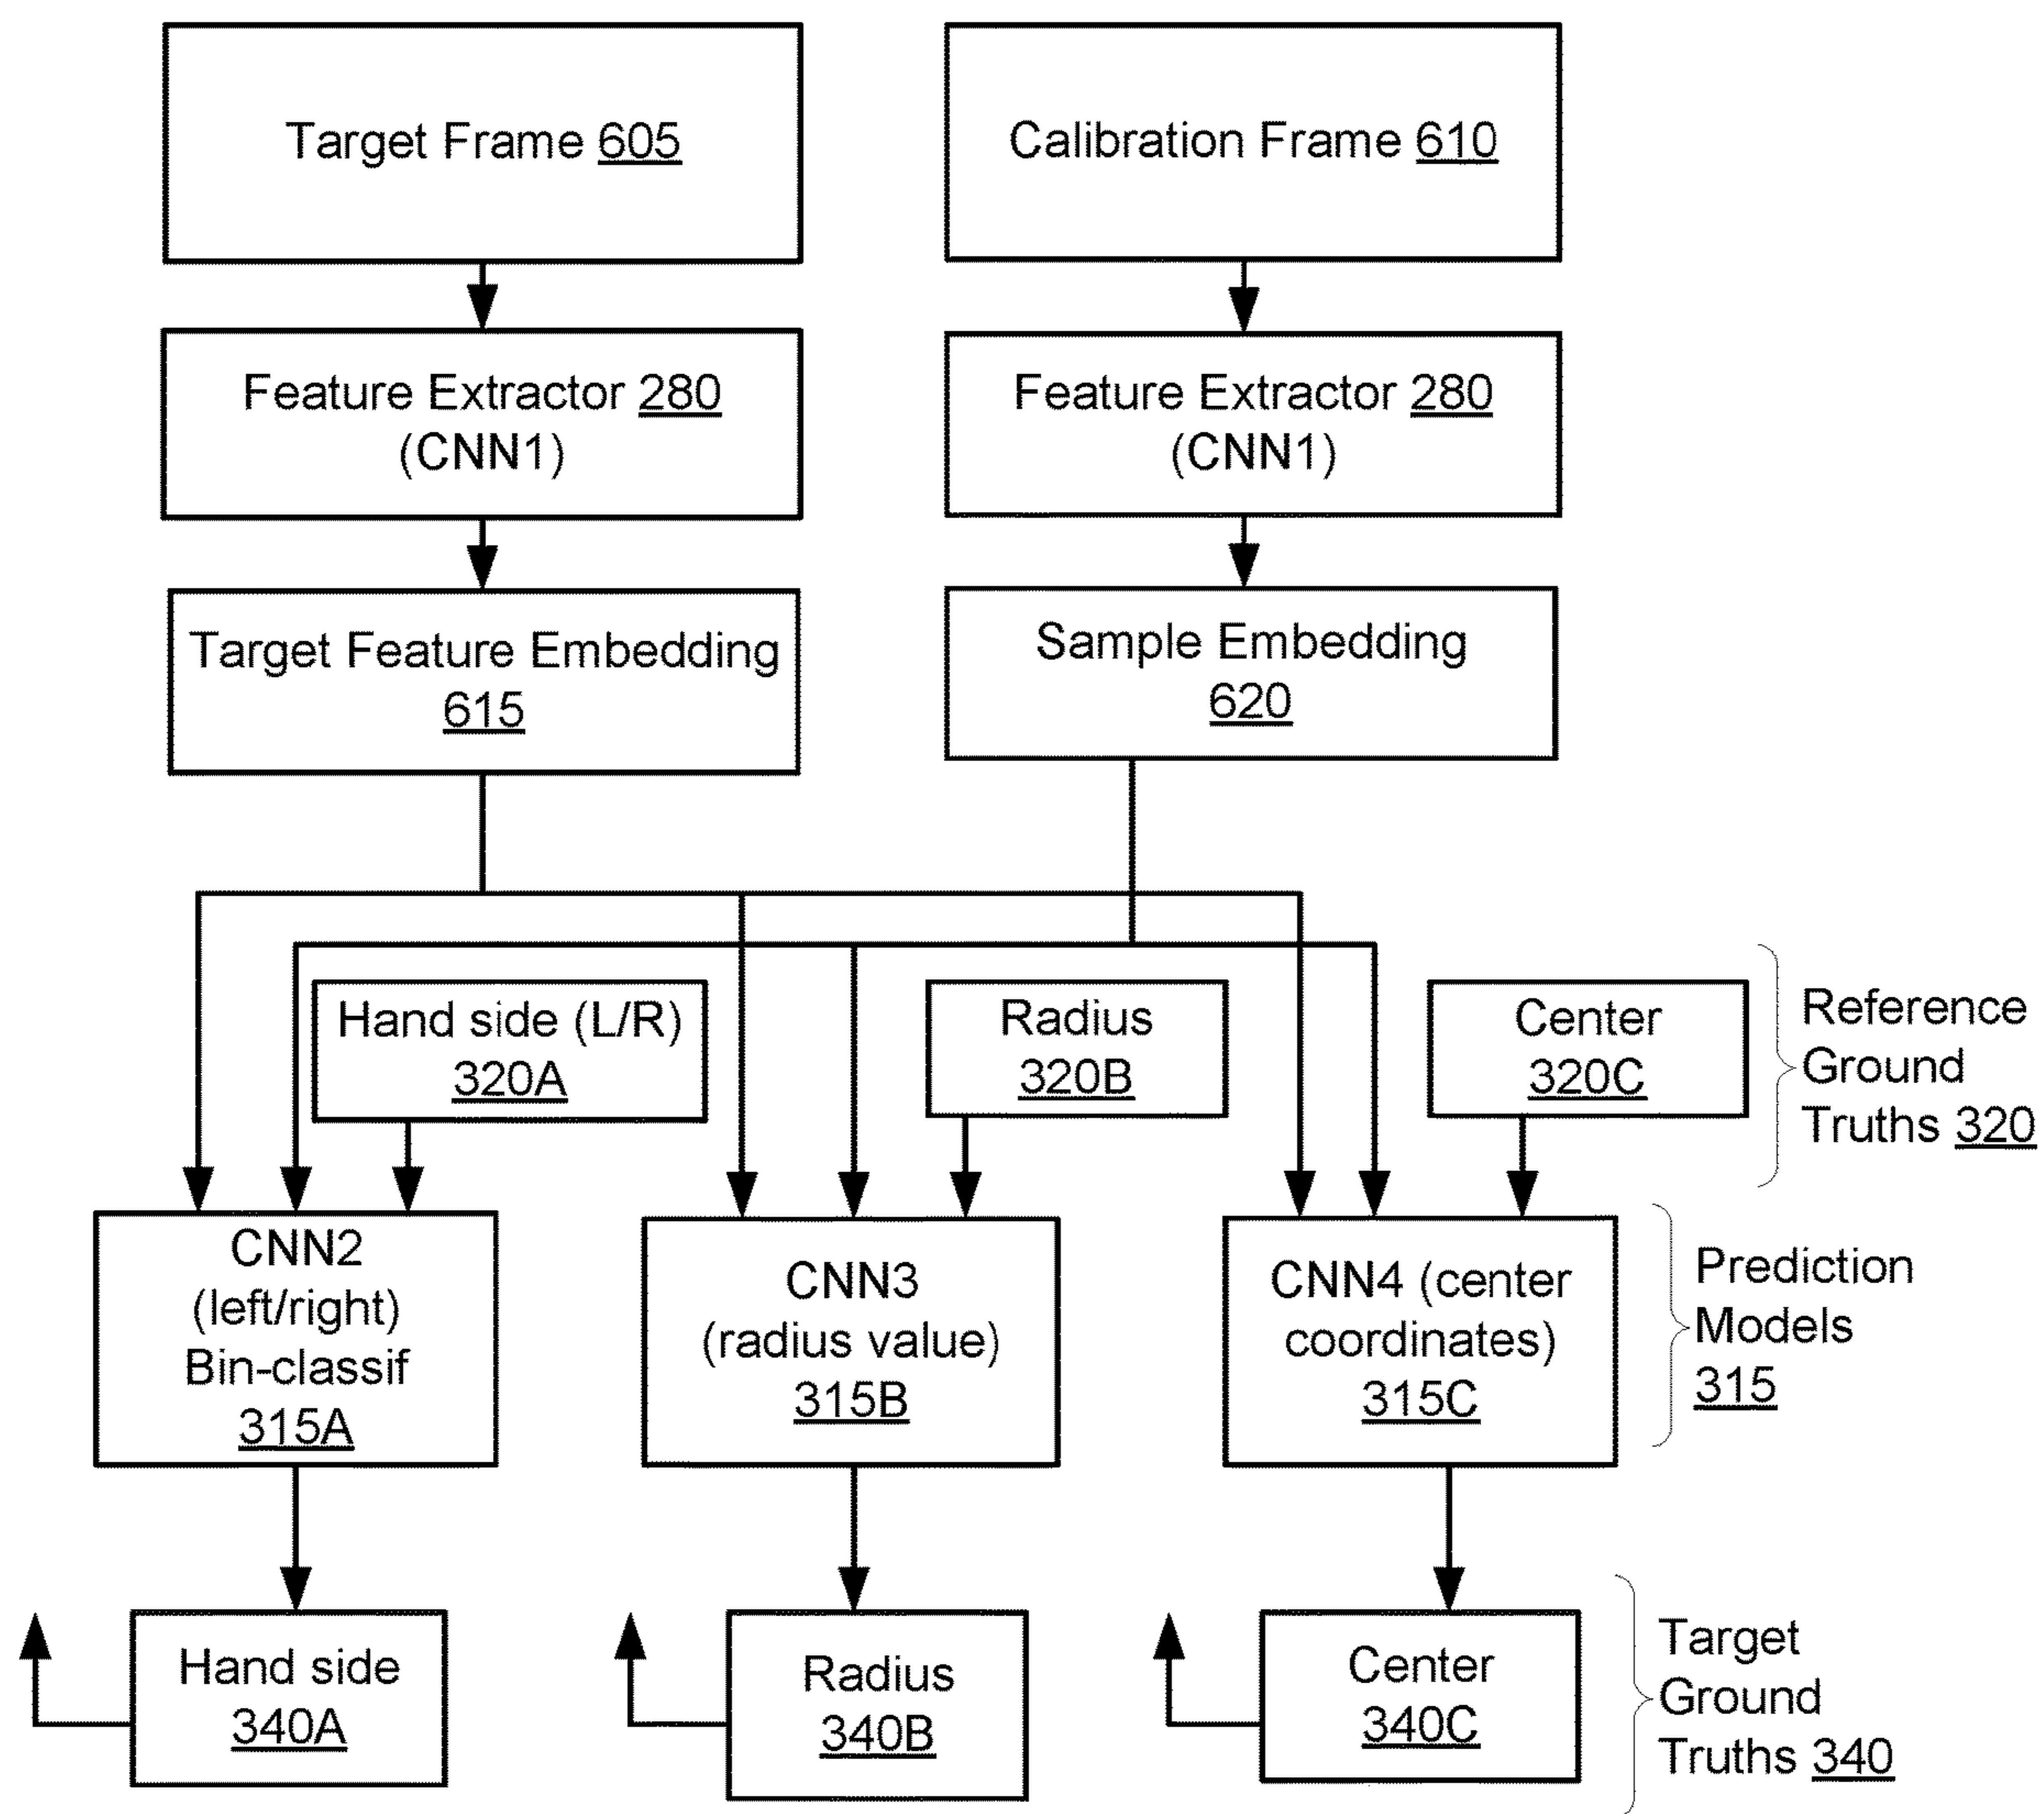 Target Frame 605
Calibration Frame 610
Feature Extractor 280
(CNN1)
Feature Extractor 280
(CNN1)
Target Feature Embedding
615
Sample Embedding
620
Hand side (L/R)
320A
Radius
320B
Center
320C
Reference
Ground
Truths 320
CNN2
(left/right)
Bin-classif
315A
CNN3
(radius value)
315B
CNN4 (center
coordinates)
315C
Prediction
Models
315
Hand side
340A
Radius
340B
Center
340C
Target
Ground
Truths 340